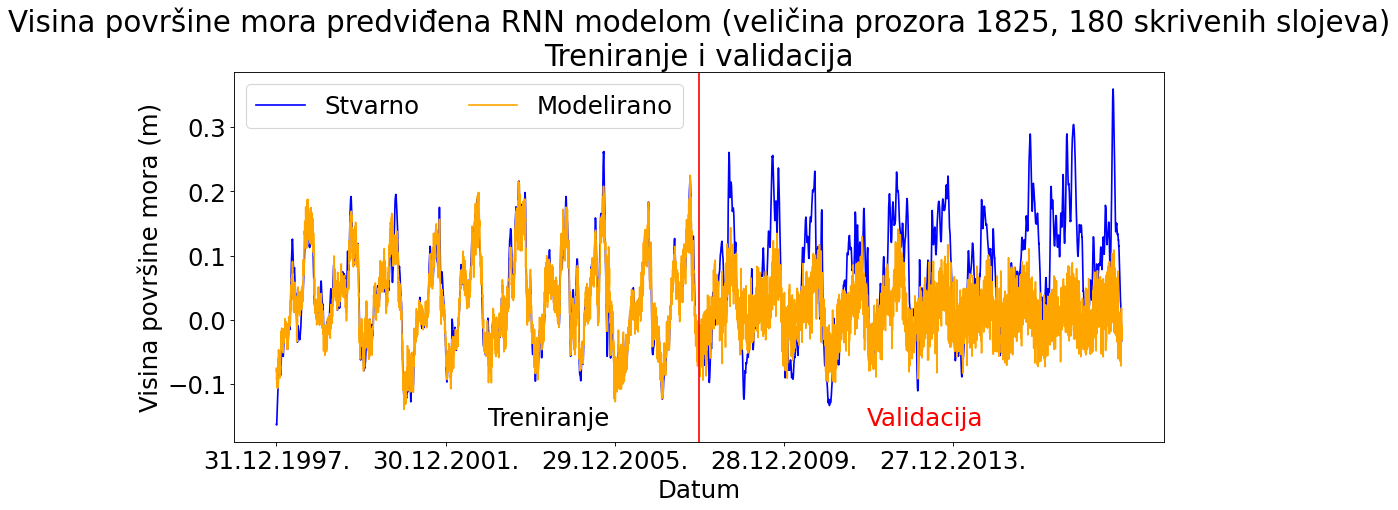 Visina površine mora predviđena RNN modelom (veličina prozora 1825, 180 skrivenih slojeva)
Treniranje i validacija
Stvarno
Modelirano
Visina površine mora (m)
0.3
0.2
0.1
0.0
−0.1
Treniranje
Validacija
31.12.1997.
30.12.2001.
29.12.2005.
28.12.2009.
27.12.2013.
Datum